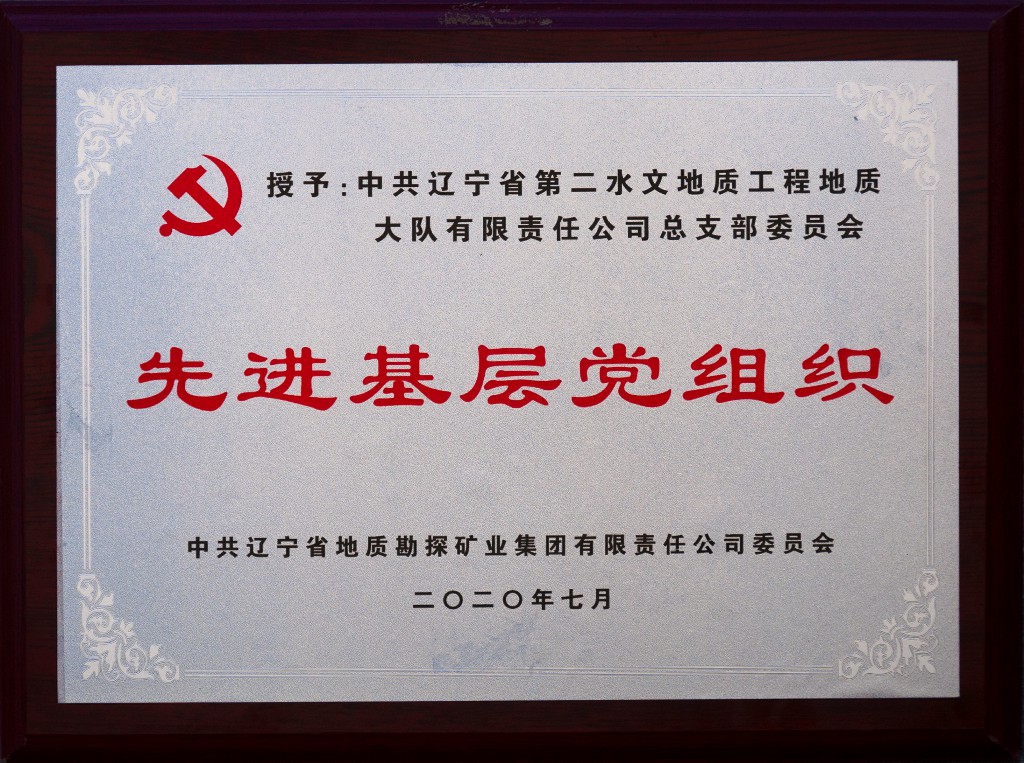 授予:中共辽宁省第二水文地质工程地质
大队有限责任公司总支部委员会
先进基层党组织
中共辽宁省地质勘探矿业集团有限责任公司委员会
二〇二〇年七月